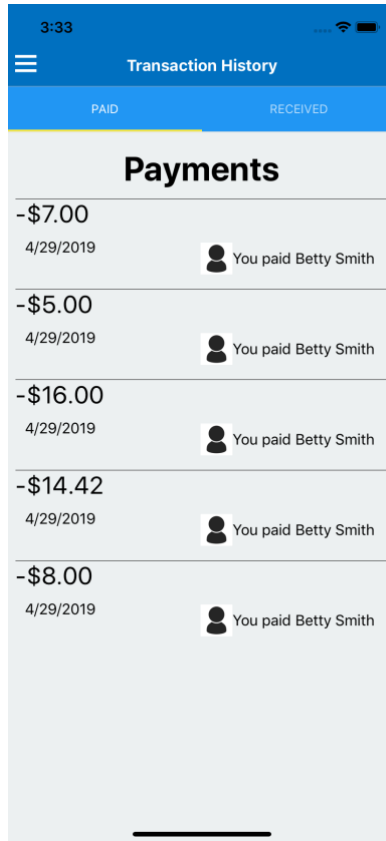 3:33
Transaction History
PAID RECEIVED
Payments
-$7.00
4/29/2019
You paid Betty Smith
-$5.00
4/29/2019
You paid Betty Smith
-$16.00
4/29/2019
You paid Betty Smith
-$14.42
4/29/2019
You paid Betty Smith
-$8.00
4/29/2019
You paid Betty Smith